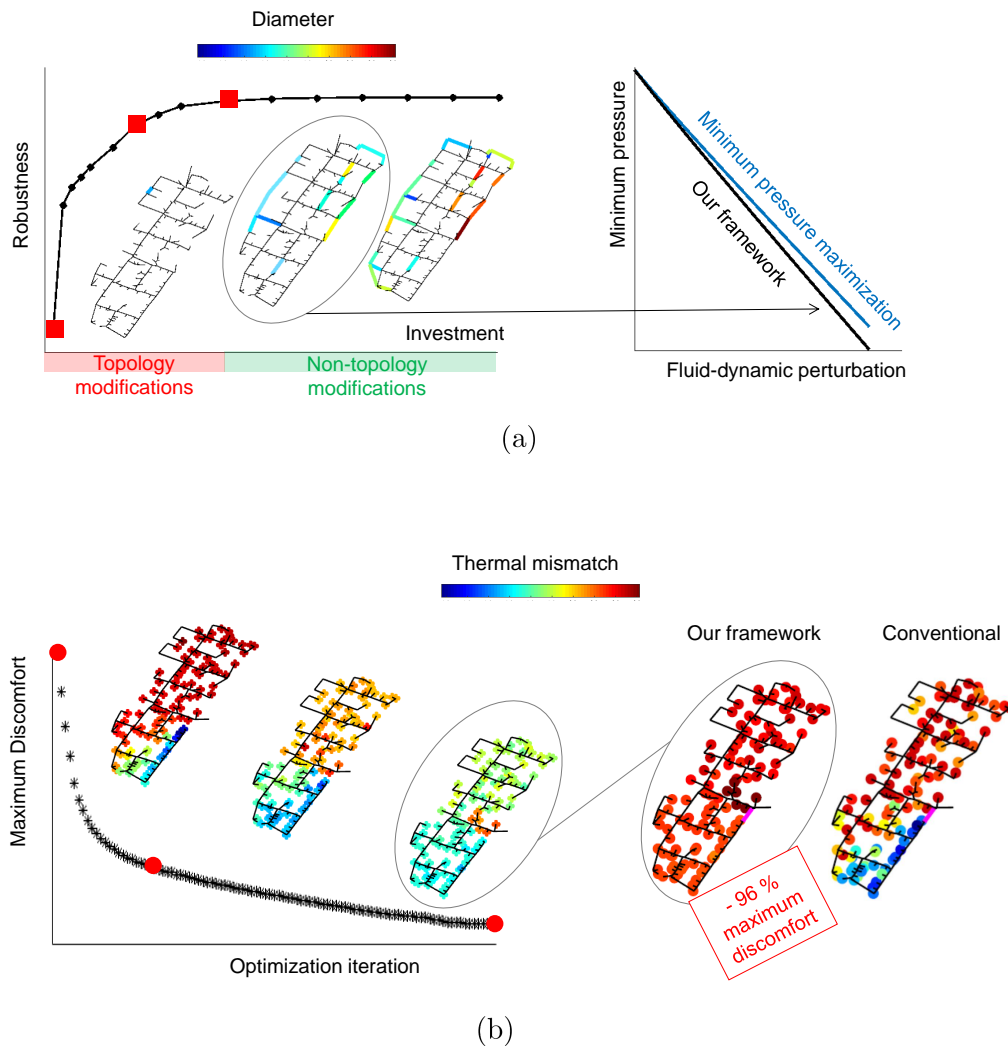 Diameter
Robustness
Investment
Topology
modifications
Non-topology
modifications
Minimum pressure
Minimum pressure maximization
Our framework
Fluid-dynamic perturbation
(a)
Thermal mismatch
Our framework
Conventional
Maximum Discomfort
- 96 %
maximum
discomfort
Optimization iteration
(b)